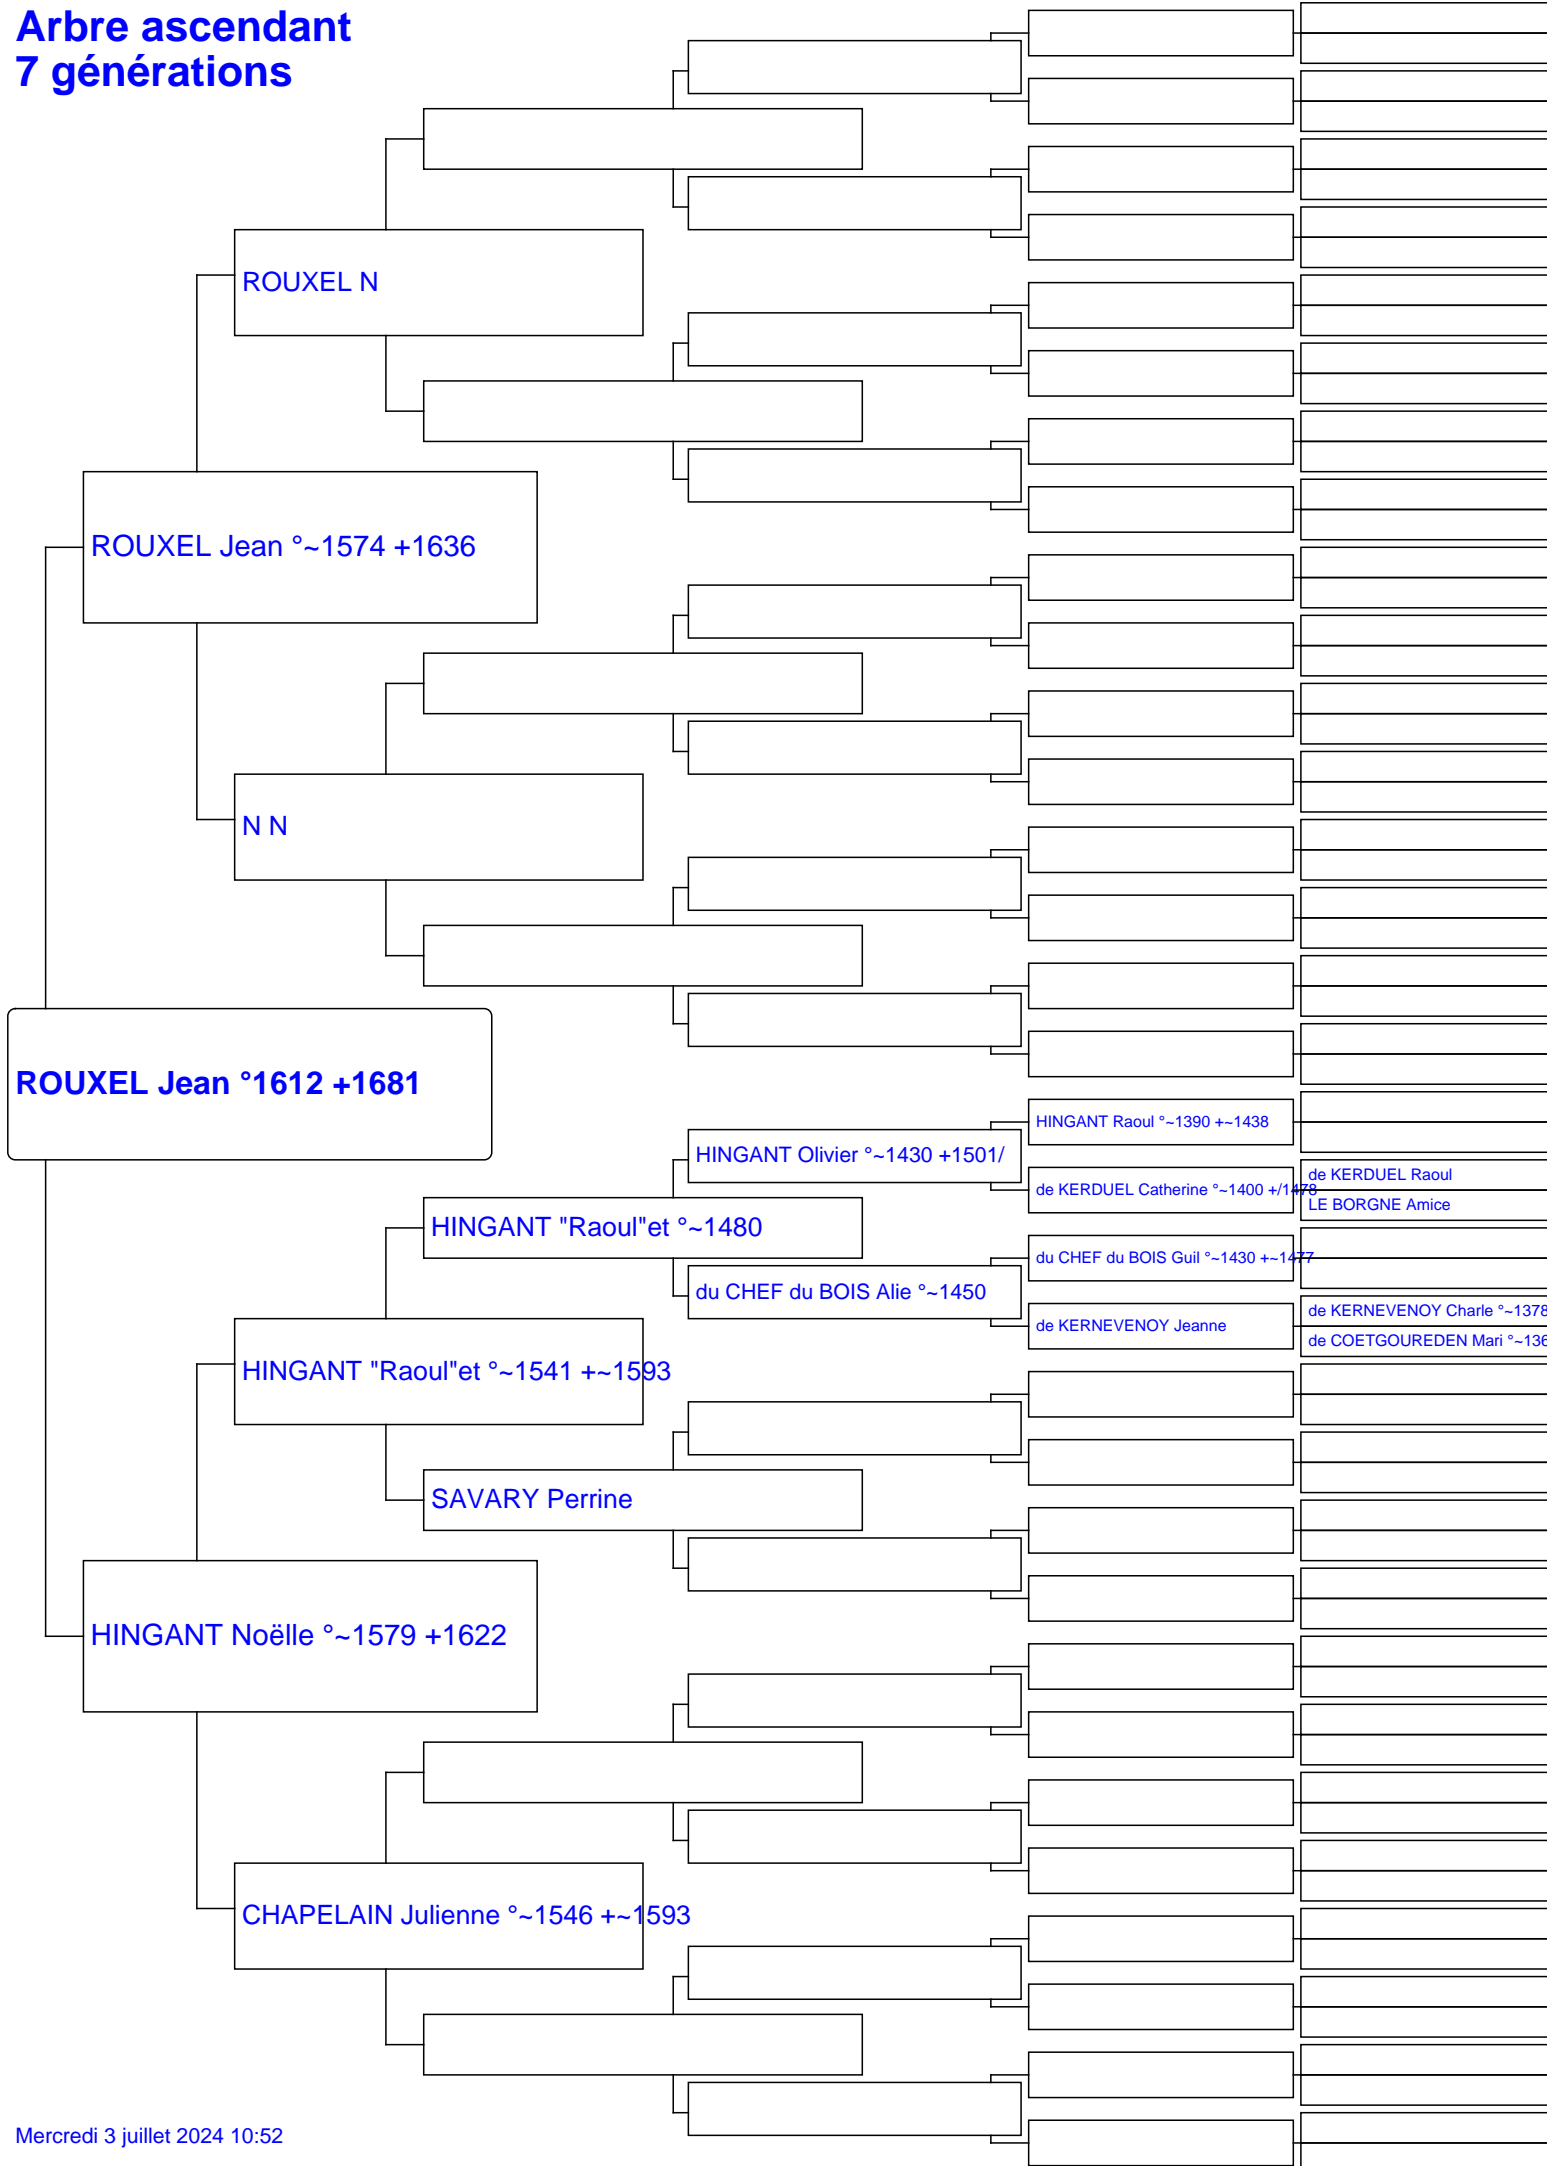 Arbre ascendant
7 générations
ROUXEL N
ROUXEL Jean °~1574 +1636
N N
ROUXEL Jean °1612 +1681
HINGANT Raoul °~1390 +~1438
HINGANT Olivier °~1430 +1501/
de KERDUEL Raoul
de KERDUEL Catherine °~1400 +/1478
LE BORGNE Amice
HINGANT "Raoul"et °~1480
du CHEF du BOIS Guil °~1430 +~1477
du CHEF du BOIS Alie °~1450
de KERNEVENOY Charle °~1378
de KERNEVENOY Jeanne
de COETGOUREDEN Mari °~136
HINGANT "Raoul"et °~1541 +~1593
SAVARY Perrine
HINGANT Noëlle °~1579 +1622
CHAPELAIN Julienne °~1546 +~1593
Mercredi 3 juillet 2024 10:52